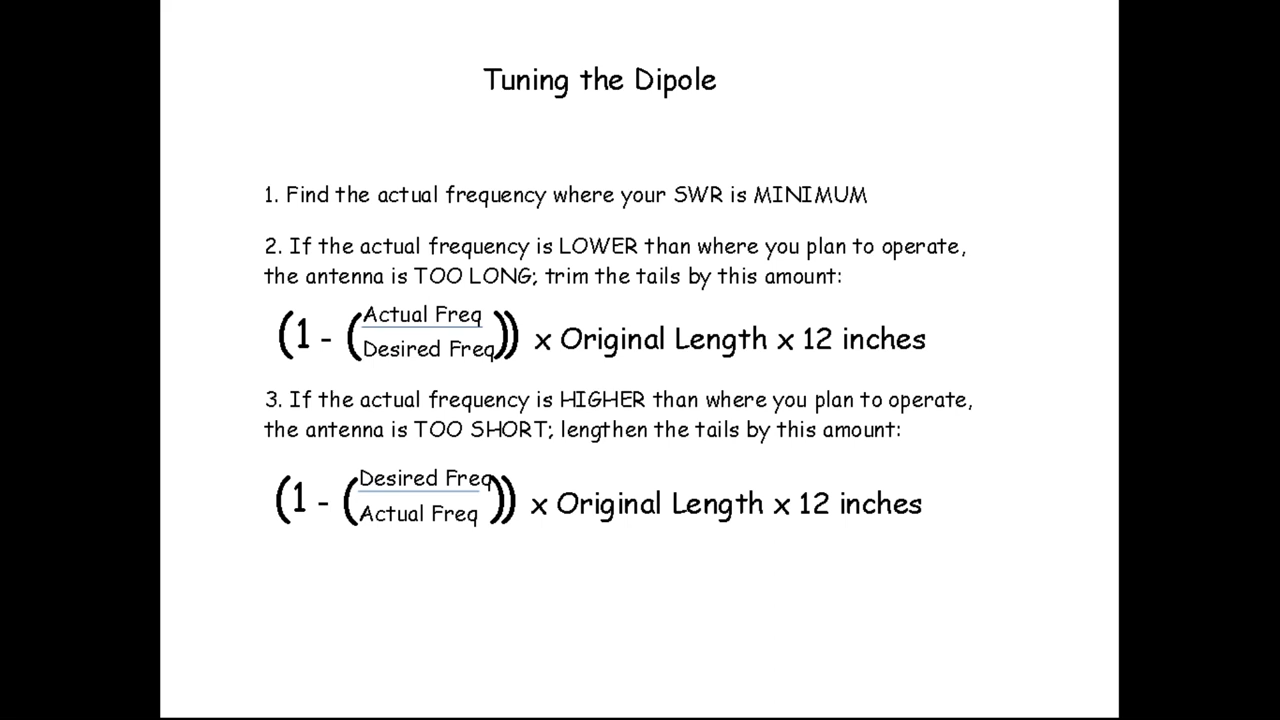 Tuning the Dipole
1. Find the actual frequency where your SWR is MINIMUM
2. If the actual frequency is LOWER than where you plan to operate,
the antenna is TOO LONG; trim the tails by this amount:
(1 - (Actual Freq
Desired Freq)) x Original Length x 12 inches
3. If the actual frequency is HIGHER than where you plan to operate,
the antenna is TOO SHORT; lengthen the tails by this amount:
(1 - (Desired Freq
Actual Freq)) x Original Length x 12 inches